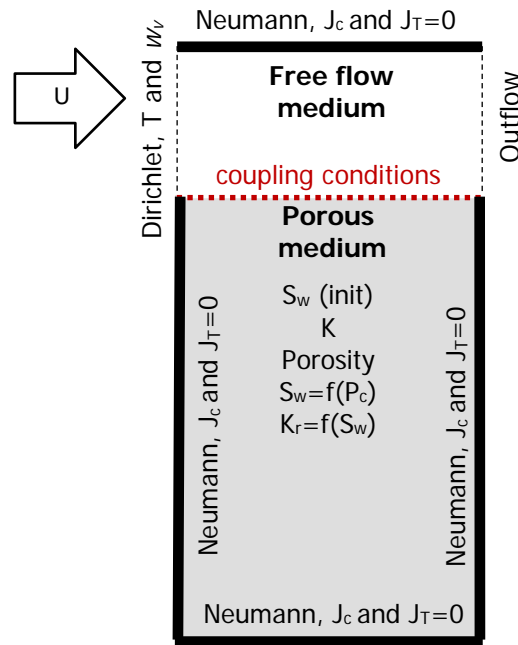 Neumann, Jc and JT=0
U
Dirichlet, T and wv
Free flow
medium
Outflow
coupling conditions
Porous
medium
Sw (init)
K
Porosity
Sw=f(Pc)
Kr=f(Sw)
Neumann, Jc and JT=0
Neumann, Jc and JT=0
Neumann, Jc and JT=0